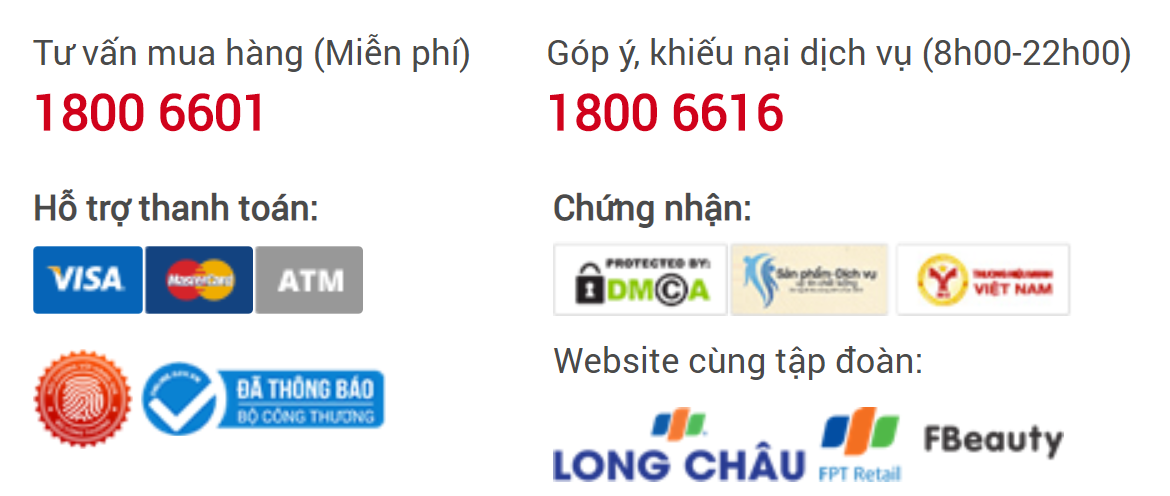 Tư vấn mua hàng (Miễn phí)
1800 6601
Góp ý, khiếu nại dịch vụ (8h00-22h00)
1800 6616
Hỗ trợ thanh toán:
VISA
MasterCard
ATM
ĐÃ THÔNG BÁO
BỘ CÔNG THƯƠNG
Chứng nhận:
PROTECTED BY:
DMCA
Sản phẩm-Dịch vụ
THƯƠNG HIỆU MẠNH
VIỆT NAM
Website cùng tập đoàn:
LONG CHÂU
FPT Retail
FBeauty